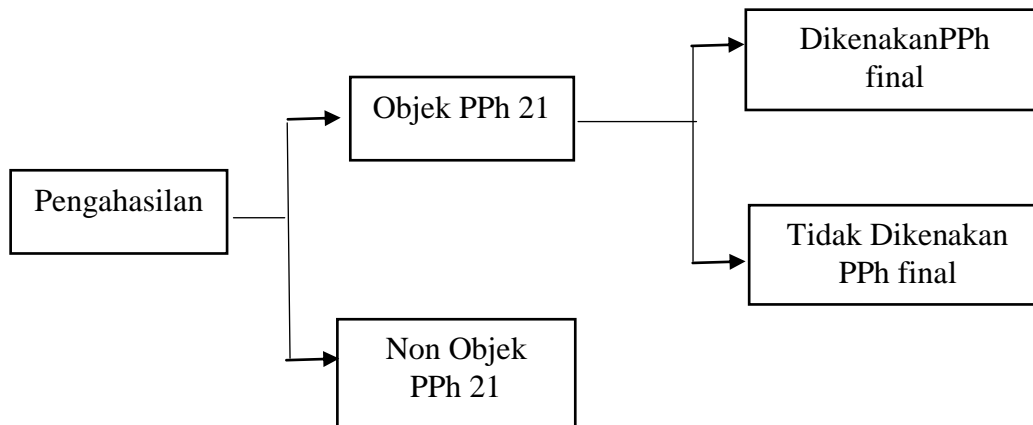 DikenakanPPh
final
Objek PPh 21
Pengahasilan
Tidak Dikenakan
PPh final
Non Objek
PPh 21